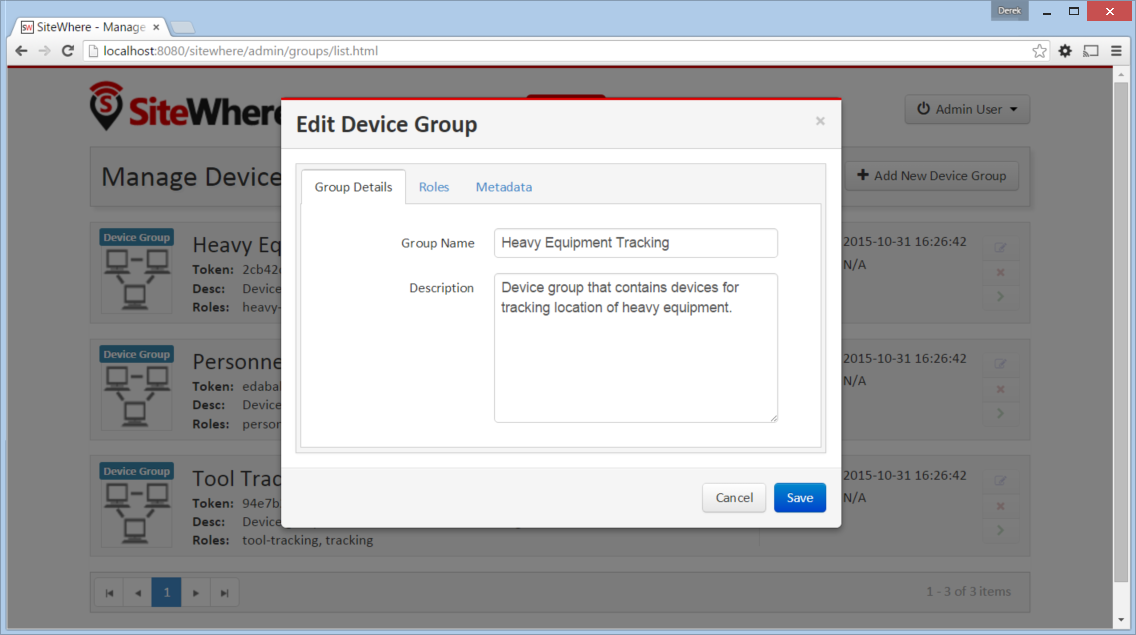 Derek
SiteWhere - Manage
localhost:8080/sitewhere/admin/groups/list.html
SiteWhere
Admin User
Manage Device
Add New Device Group
Edit Device Group
Group Details Roles Metadata
Group Name Heavy Equipment Tracking
Description Device group that contains devices for
tracking location of heavy equipment.
Cancel Save
Device Group
Heavy Eq
Token: 2cb42
Desc: Device
Roles: heavy-
2015-10-31 16:26:42
N/A
Device Group
Personne
Token: edaba
Desc: Device
Roles: person
2015-10-31 16:26:42
N/A
Device Group
Tool Trac
Token: 94e7b
Desc: Device
Roles: tool-tracking, tracking
2015-10-31 16:26:42
N/A
1
1 - 3 of 3 items